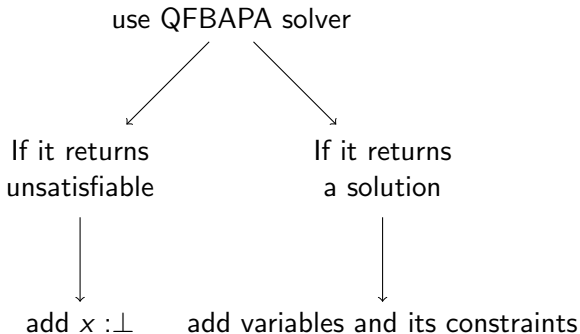 use QFBAPA solver
If it returns
unsatisfiable
If it returns
a solution
add x :⊥
add variables and its constraints